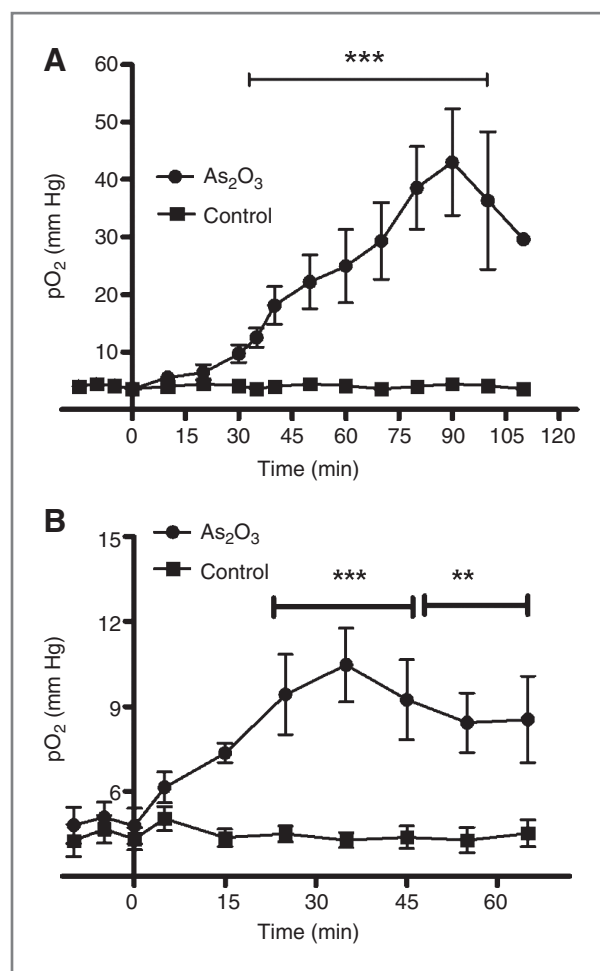 A
60
***
50
As₂O₃
40
Control
30
pO₂ (mm Hg)
20
10
0 15 30 45 60 75 90 105 120
Time (min)
B
15
As₂O₃
Control
*** **
12
9
pO₂ (mm Hg)
6
0 15 30 45 60
Time (min)